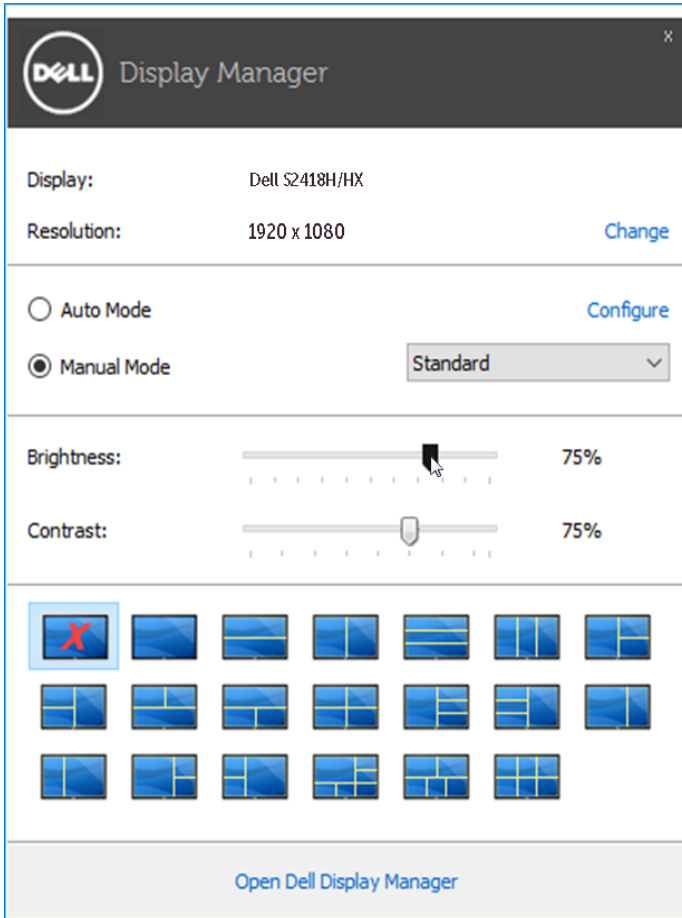 x
DELL Display Manager
Display: Dell S2418H/HX
Resolution: 1920 x 1080 Change
Auto Mode Configure
Manual Mode Standard
Brightness: 75%
Contrast: 75%
X
Open Dell Display Manager